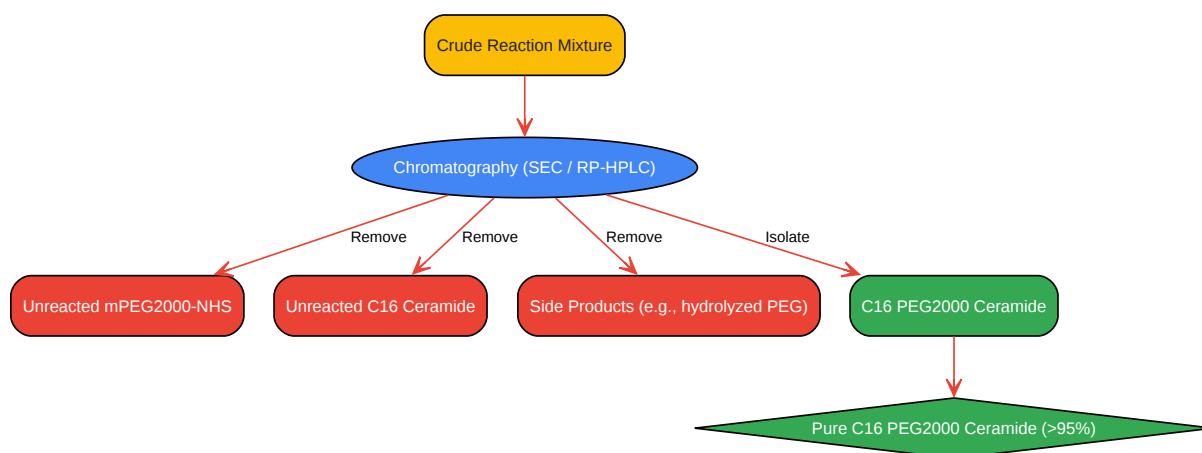 Crude Reaction Mixture
Chromatography (SEC / RP-HPLC)
Remove
Remove
Remove
Isolate
Unreacted mPEG2000-NHS
Unreacted C16 Ceramide
Side Products (e.g., hydrolyzed PEG)
C16 PEG2000 Ceramide
Pure C16 PEG2000 Ceramide (>95%)